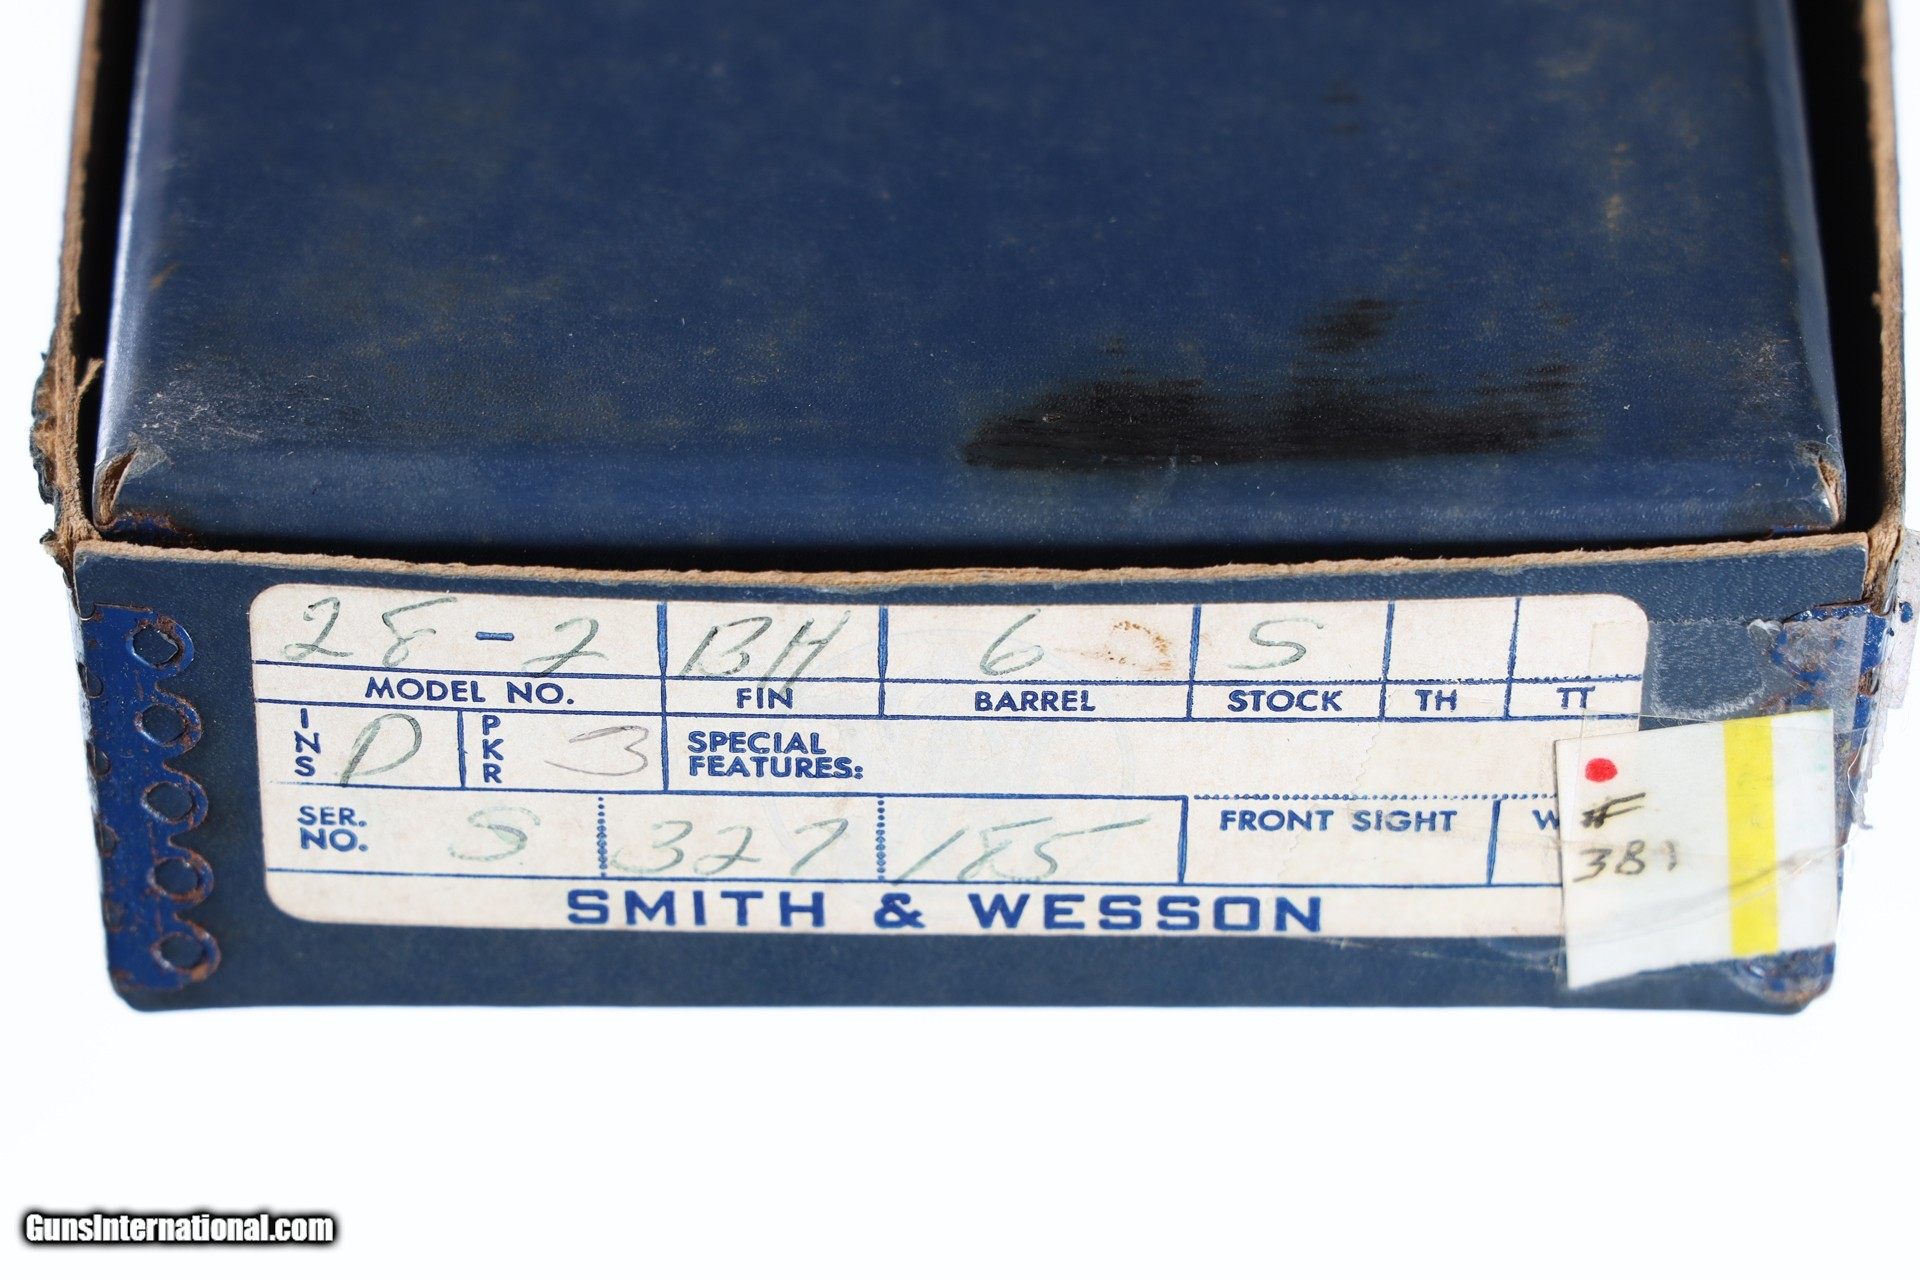 28-2 BH 6 S
MODEL NO. FIN BARREL STOCK TH TT
INS D PKR 3 SPECIAL FEATURES:
SER. NO. S 327 185 FRONT SIGHT W
SMITH & WESSON
#
381
GunsInternational.com